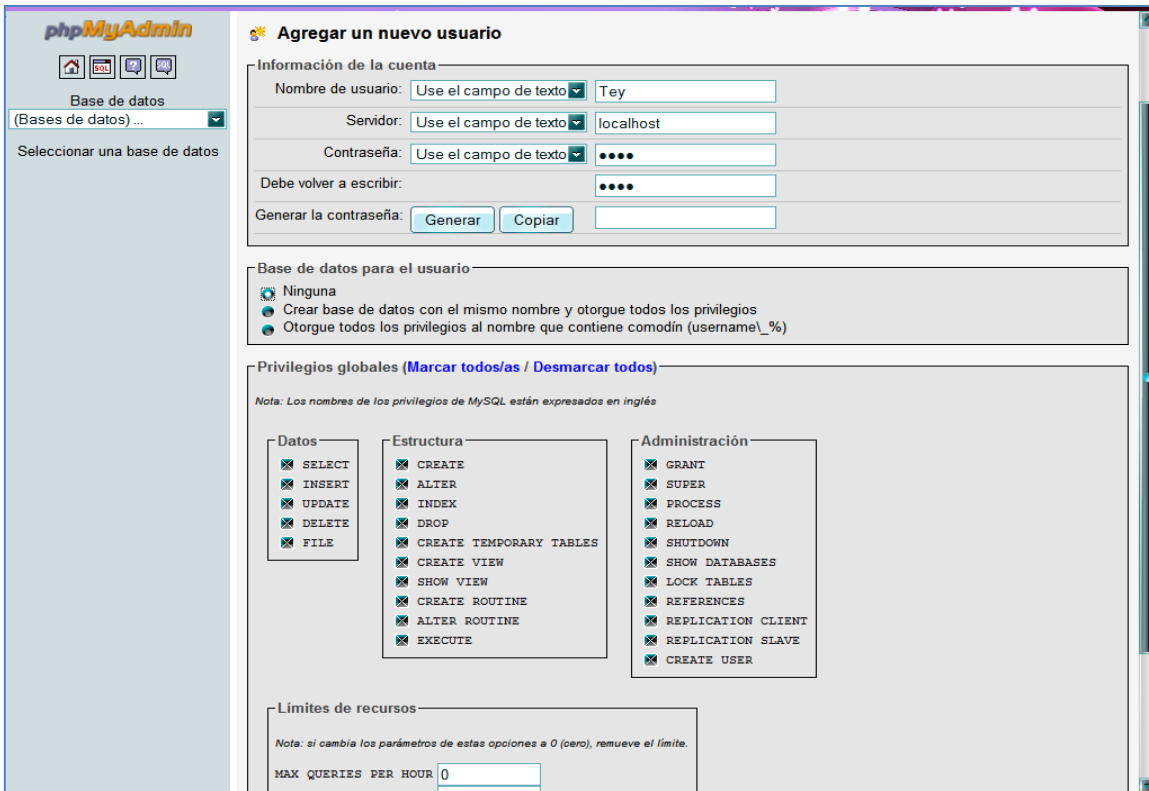 phpMyAdmin
SQL
?
SQL
Base de datos
(Bases de datos) ...
Seleccionar una base de datos
Agregar un nuevo usuario
Información de la cuenta
Nombre de usuario: Use el campo de texto Tey
Servidor: Use el campo de texto localhost
Contraseña: Use el campo de texto ••••
Debe volver a escribir: ••••
Generar la contraseña: Generar Copiar
Base de datos para el usuario
Ninguna
Crear base de datos con el mismo nombre y otorgue todos los privilegios
Otorgue todos los privilegios al nombre que contiene comodín (username\_%)
Privilegios globales (Marcar todos/as / Desmarcar todos)
Nota: Los nombres de los privilegios de MySQL están expresados en inglés
Datos
SELECT
INSERT
UPDATE
DELETE
FILE
Estructura
CREATE
ALTER
INDEX
DROP
CREATE TEMPORARY TABLES
CREATE VIEW
SHOW VIEW
CREATE ROUTINE
ALTER ROUTINE
EXECUTE
Administración
GRANT
SUPER
PROCESS
RELOAD
SHUTDOWN
SHOW DATABASES
LOCK TABLES
REFERENCES
REPLICATION CLIENT
REPLICATION SLAVE
CREATE USER
Límites de recursos
Nota: si cambia los parámetros de estas opciones a 0 (cero), remueve el límite.
MAX QUERIES PER HOUR 0